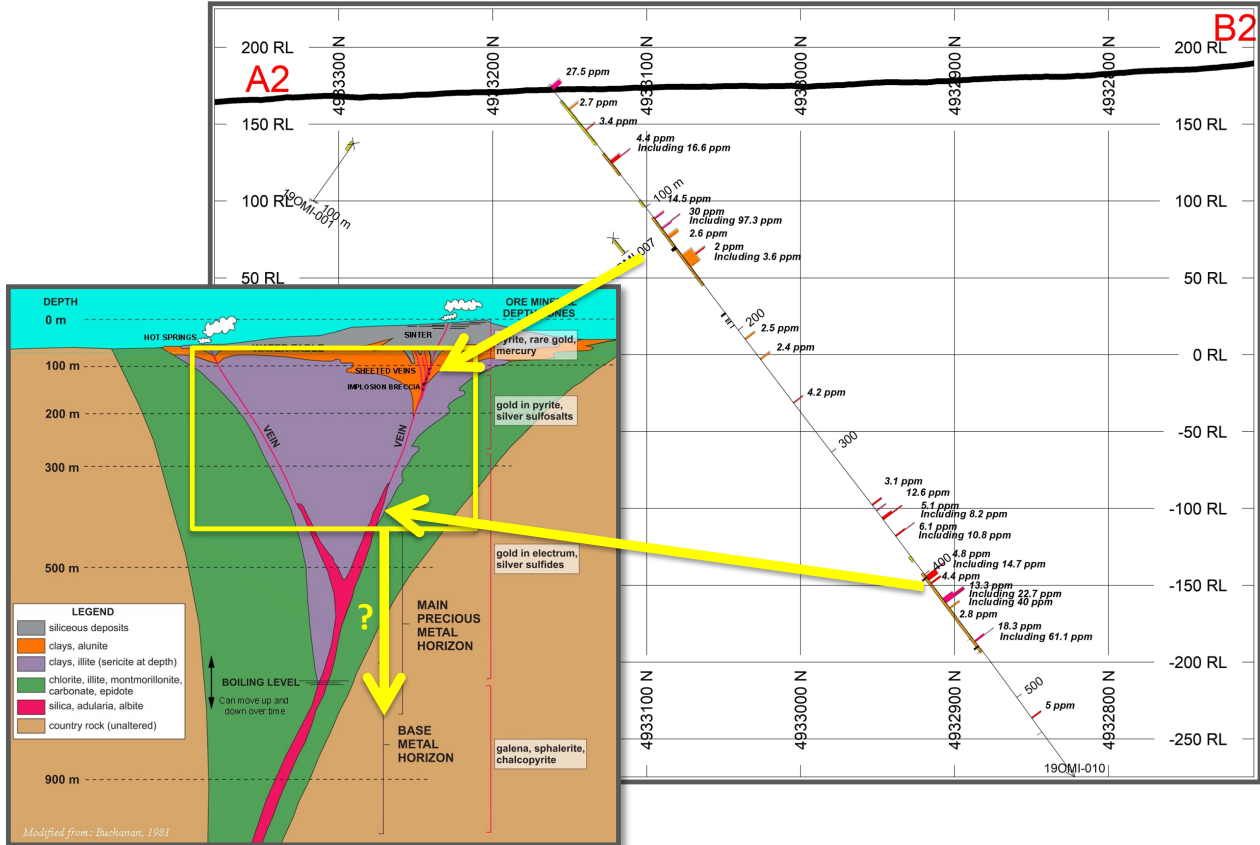 A2
B2
200 RL
150 RL
100 RL
50 RL
200 RL
150 RL
100 RL
50 RL
0 RL
-50 RL
-100 RL
-150 RL
-200 RL
-250 RL
4933300 N
4933200 N
4933100 N
4933000 N
4932900 N
4932800 N
27.5 ppm
2.7 ppm
3.4 ppm
4.4 ppm
Including 16.6 ppm
100 m
14.5 ppm
30 ppm
Including 97.3 ppm
2.6 ppm
2 ppm
Including 3.6 ppm
200
2.5 ppm
2.4 ppm
4.2 ppm
300
3.1 ppm
12.6 ppm
5.1 ppm
Including 8.2 ppm
6.1 ppm
Including 10.8 ppm
400
4.8 ppm
Including 14.7 ppm
4.4 ppm
13.3 ppm
Including 22.7 ppm
Including 40 ppm
2.8 ppm
18.3 ppm
Including 61.1 ppm
500
5 ppm
19OMI-010
19OMI-001
100 m
4933100 N
4933000 N
4932900 N
4932800 N
DEPTH
0 m
100 m
200 m
300 m
500 m
900 m
ORE MINERAL
HOT SPRINGS
SINTER
SHEETED VEINS
IMPLOSION BRECCIA
VEIN
VEIN
rare gold,
mercury
gold in pyrite,
silver sulfosalts
gold in electrum,
silver sulfides
galena, sphalerite,
chalcopyrite
?
MAIN
PRECIOUS
METAL
HORIZON
BASE
METAL
HORIZON
BOILING LEVEL
Can move up and
down over time
LEGEND
siliceous deposits
clays, alunite
clays, illite (sericite at depth)
chlorite, illite, montmorillonite,
carbonate, epidote
silica, adularia, albite
country rock (unaltered)
Modified from: Buchanan, 1981